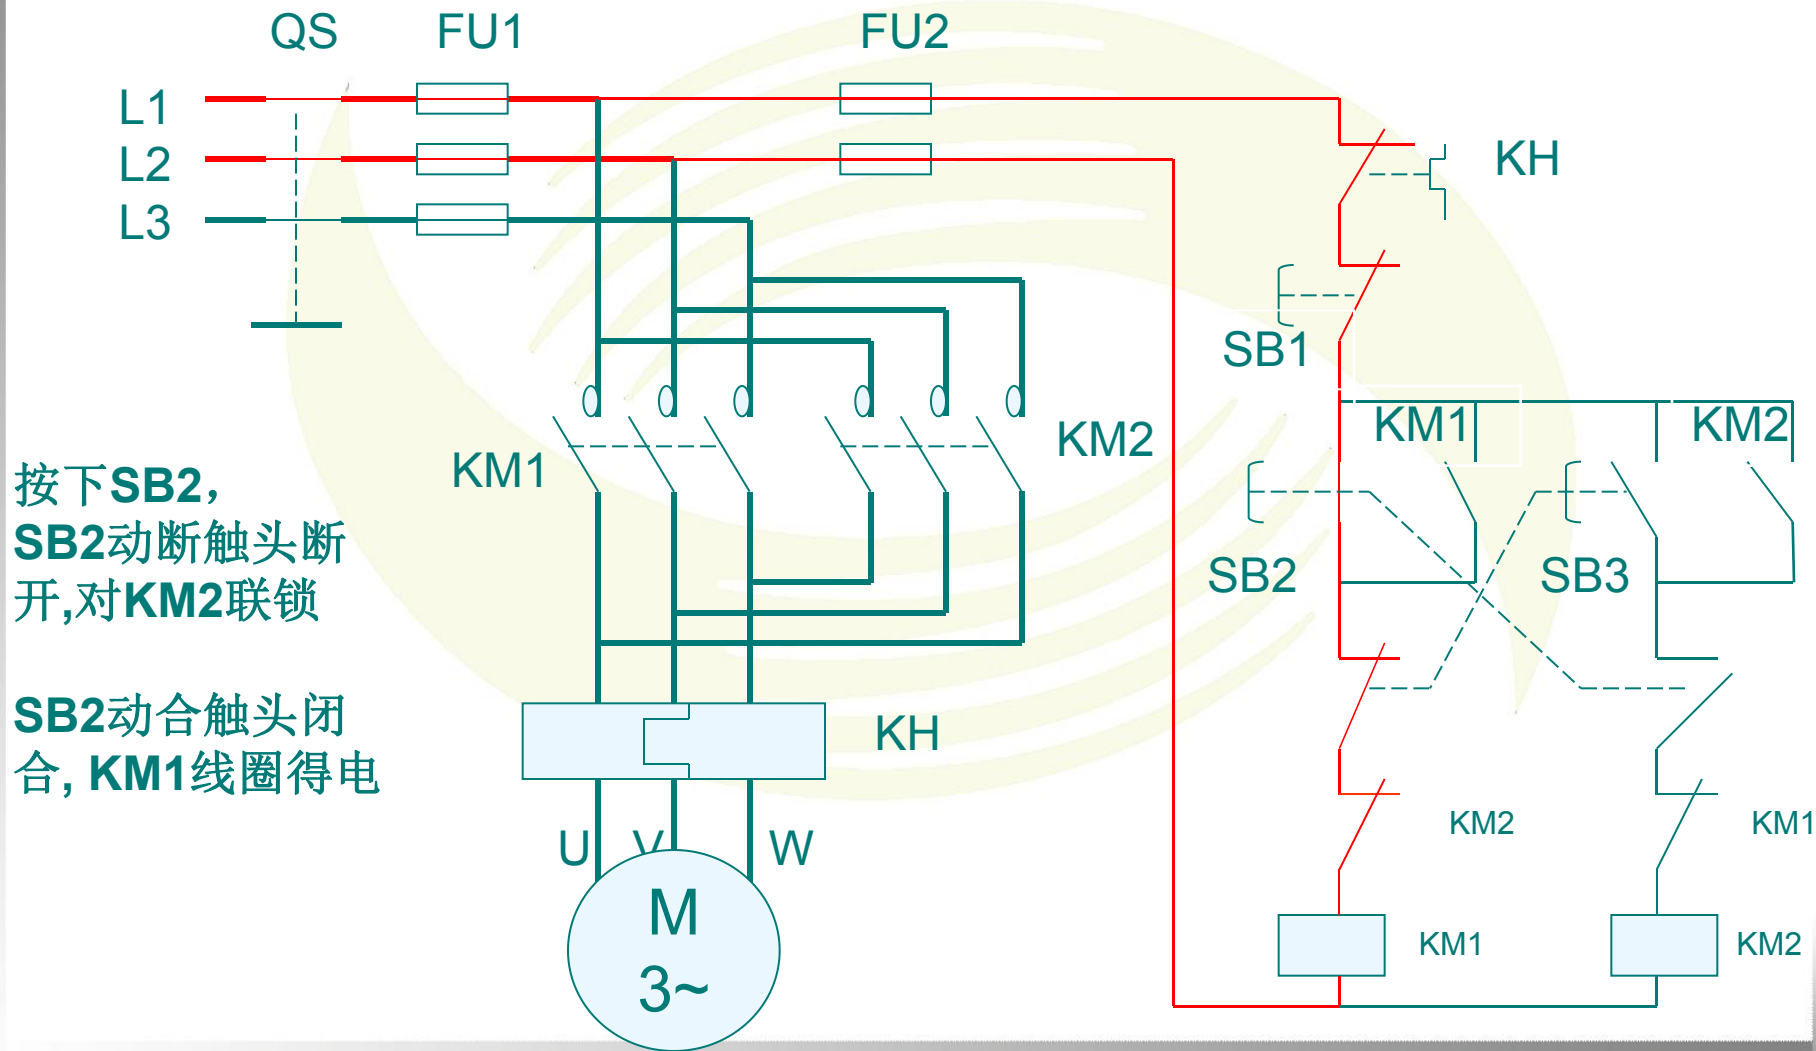 QS FU1 FU2
L1
L2
L3
KH
SB1
KM1 KM2
KM1 KM2
按下SB2，
SB2动断触头断
开,对KM2联锁
SB2 SB3
SB2动合触头闭
合, KM1线圈得电
KH
U V W
KM2 KM1
M
3~
KM1 KM2